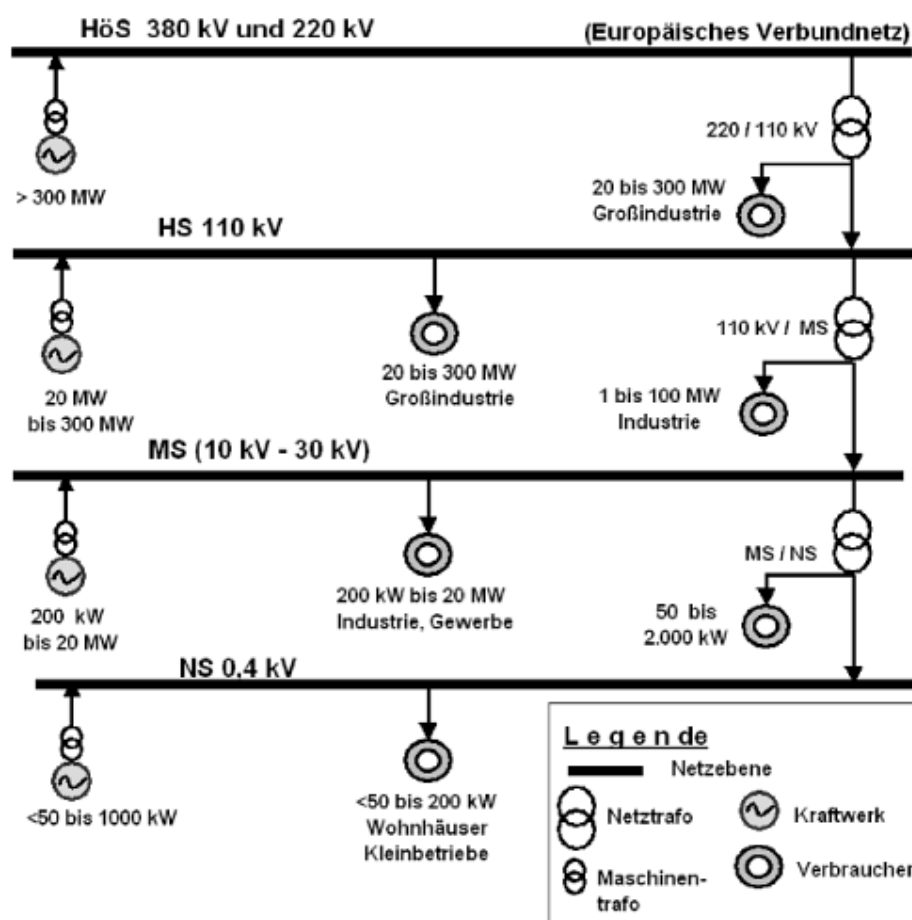 HöS 380 kV und 220 kV
(Europäisches Verbundnetz)
> 300 MW
220 / 110 kV
20 bis 300 MW
Großindustrie
HS 110 kV
20 MW
bis 300 MW
20 bis 300 MW
Großindustrie
110 kV / MS
1 bis 100 MW
Industrie
MS (10 kV - 30 kV)
200 kW
bis 20 MW
200 kW bis 20 MW
Industrie, Gewerbe
MS / NS
50 bis
2.000 kW
NS 0,4 kV
<50 bis 1000 kW
<50 bis 200 kW
Wohnhäuser
Kleinbetriebe
Legende
Netzebene
Netztrafo
Kraftwerk
Maschinen-
trafo
Verbraucher